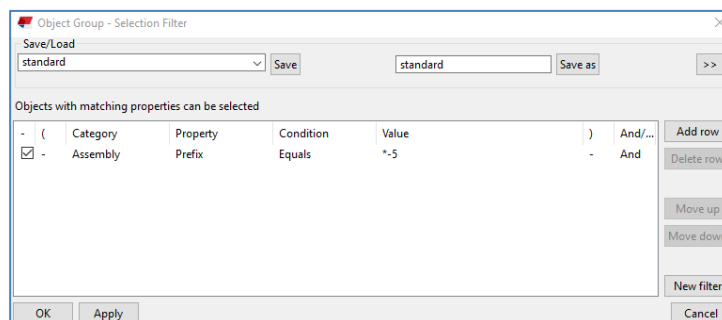 Object Group - Selection Filter
Save/Load
standard Save standard Save as >>
Objects with matching properties can be selected
- ( Category Property Condition Value ) And/... Add row
- Assembly Prefix Equals *-5 - And Delete row
Move up
Move down
New filter
OK Apply Cancel